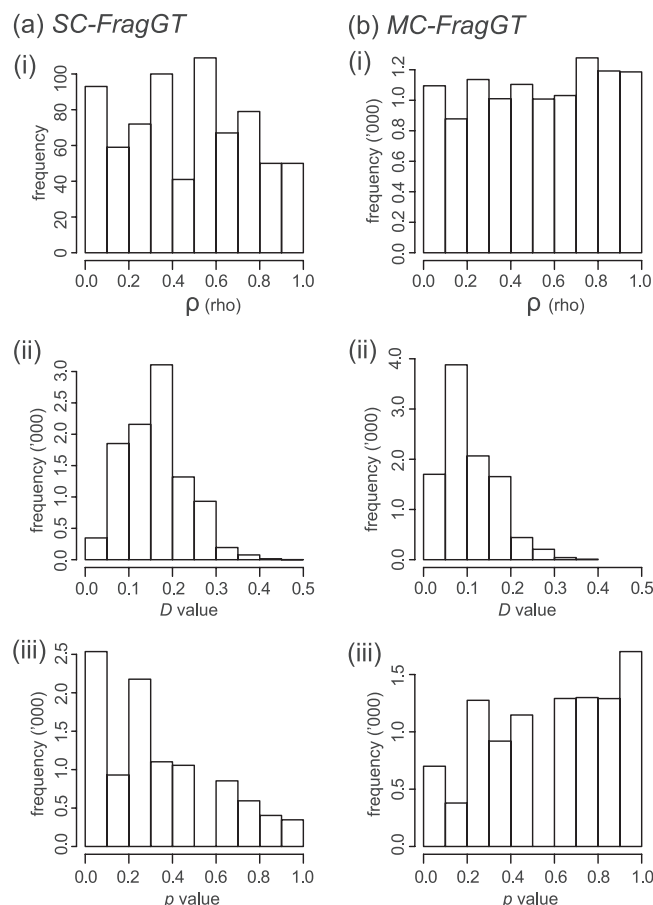 (a) SC-FragGT
(b) MC-FragGT
(i)
frequency
0 20 40 60 80 100
0.0 0.2 0.4 0.6 0.8 1.0
ρ (rho)
(i)
frequency ('000)
0.0 0.2 0.4 0.6 0.8 1.0 1.2
0.0 0.2 0.4 0.6 0.8 1.0
ρ (rho)
(ii)
frequency ('000)
0.0 0.5 1.0 1.5 2.0 2.5 3.0
0.0 0.1 0.2 0.3 0.4 0.5
D value
(ii)
frequency ('000)
0.0 1.0 2.0 3.0 4.0
0.0 0.1 0.2 0.3 0.4 0.5
D value
(iii)
frequency ('000)
0.0 0.5 1.0 1.5 2.0 2.5
0.0 0.2 0.4 0.6 0.8 1.0
p value
(iii)
frequency ('000)
0.0 0.5 1.0 1.5
0.0 0.2 0.4 0.6 0.8 1.0
p value